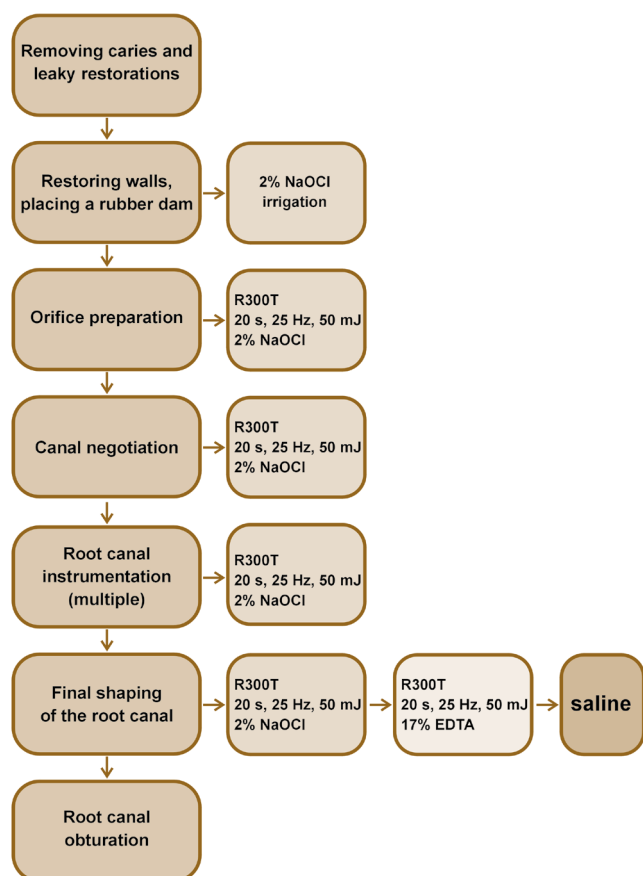 Removing caries and
leaky restorations
Restoring walls,
placing a rubber dam
2% NaOCl
irrigation
Orifice preparation
R300T
20 s, 25 Hz, 50 mJ
2% NaOCl
Canal negotiation
R300T
20 s, 25 Hz, 50 mJ
2% NaOCl
Root canal
instrumentation
(multiple)
R300T
20 s, 25 Hz, 50 mJ
2% NaOCl
Final shaping
of the root canal
R300T
20 s, 25 Hz, 50 mJ
2% NaOCl
R300T
20 s, 25 Hz, 50 mJ
17% EDTA
saline
Root canal
obturation